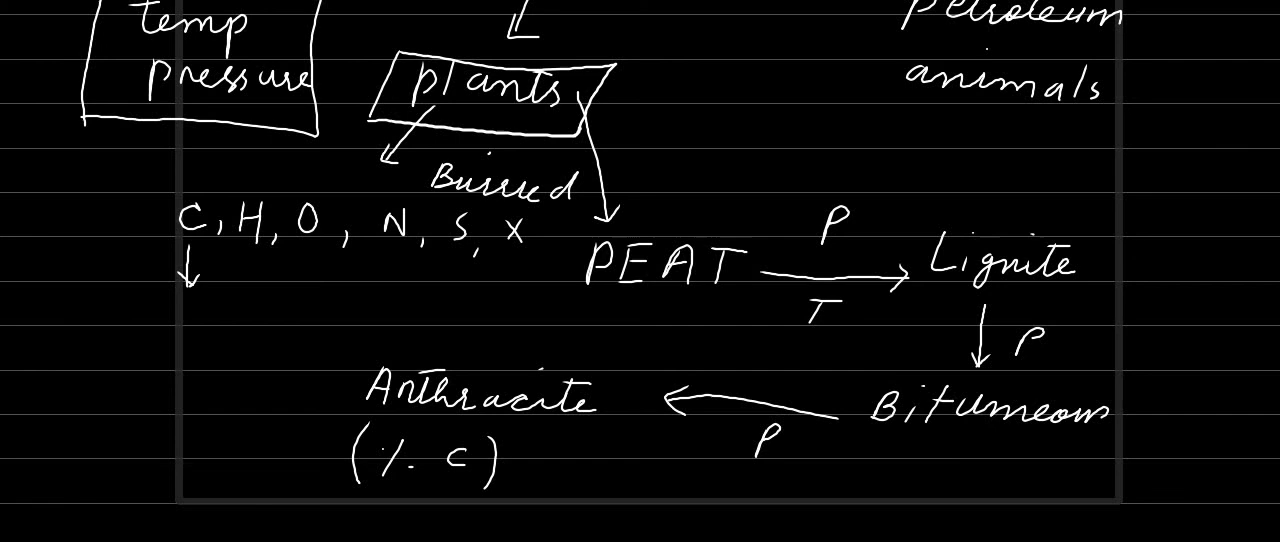 temp
pressure
plants
Petroleum
animals
Burried
C, H, O, N, S, X
PEAT
P
T
Lignite
P
Bitumeous
P
Anthracite
(% C)